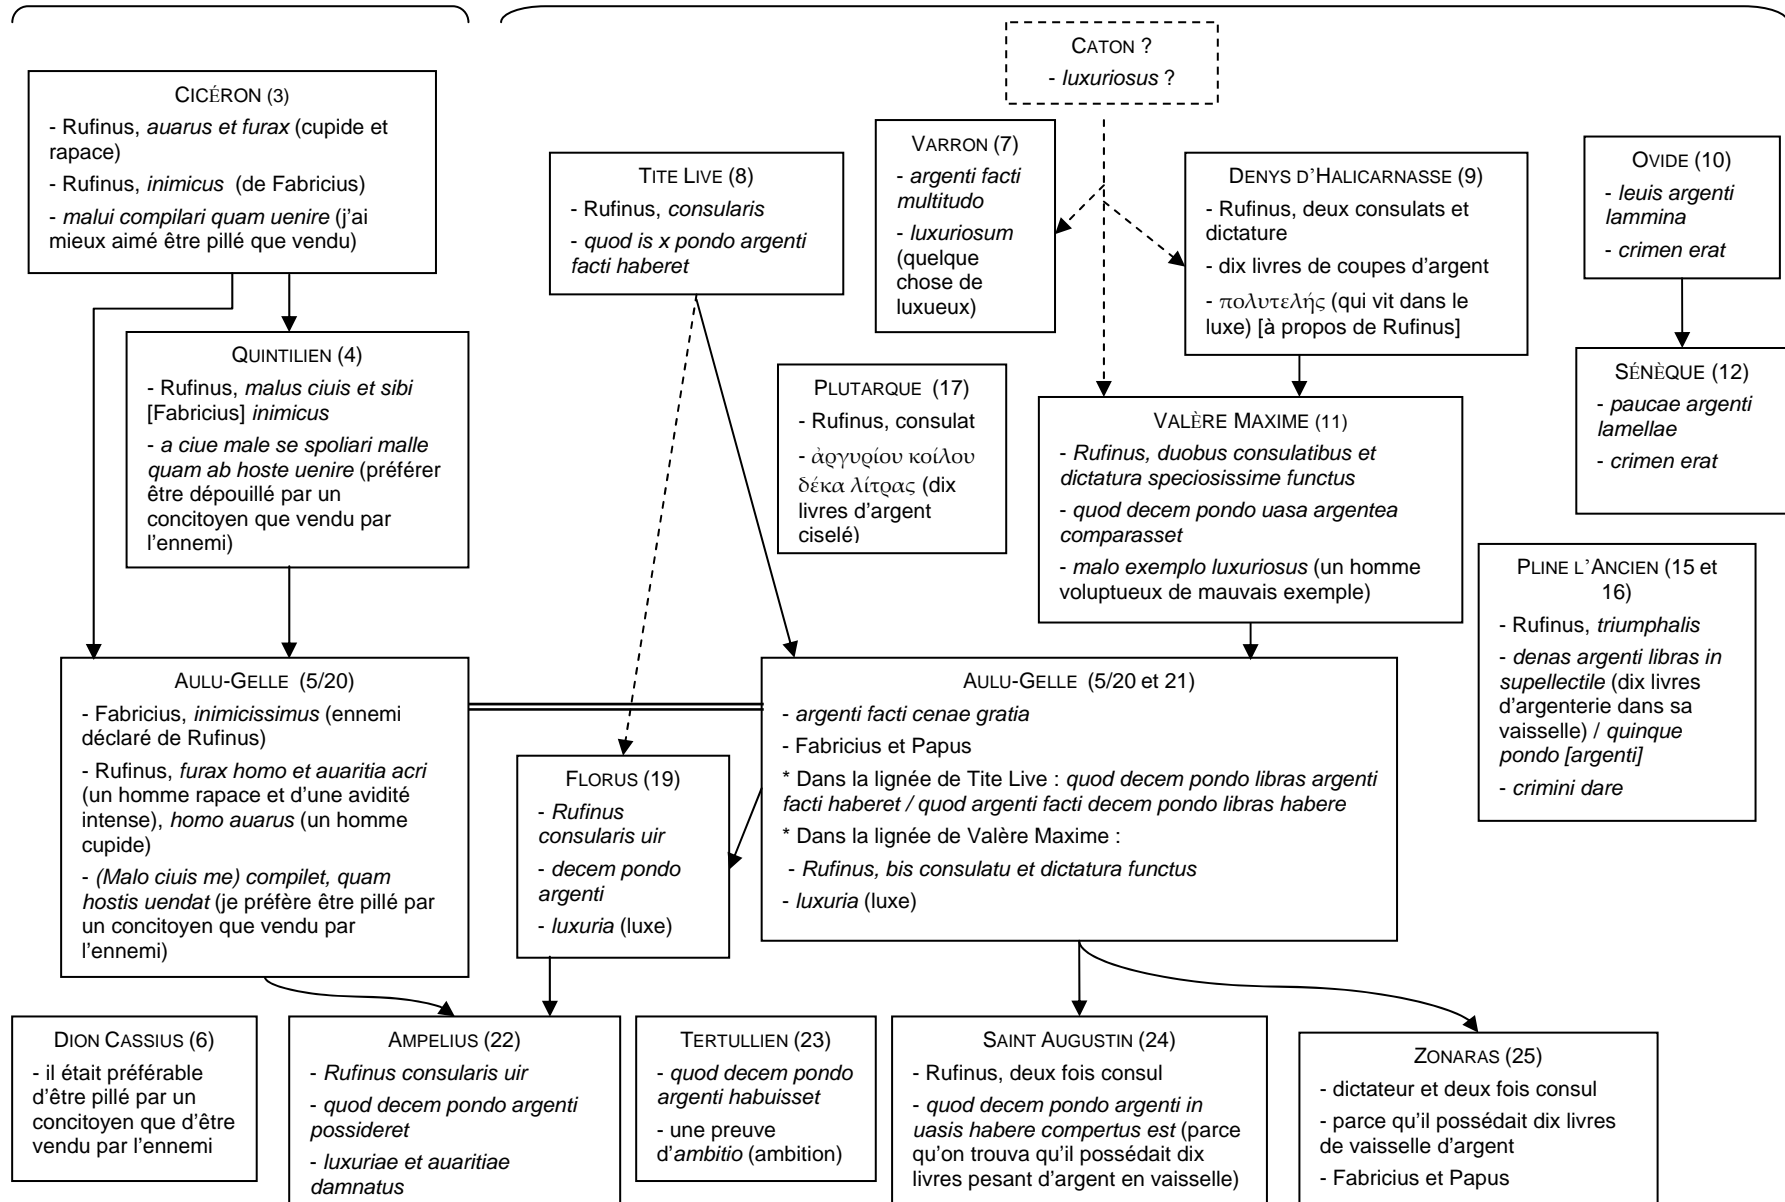 CATON ?
- luxuriosus ?
CICÉRON (3)
- Rufinus, auarus et furax (cupide et
rapace)
- Rufinus, inimicus (de Fabricius)
- malui compilari quam uenire (j'ai
mieux aimé être pillé que vendu)
TITE LIVE (8)
- Rufinus, consularis
- quod is x pondo argenti
facti haberet
VARRON (7)
- argenti facti
multitudo
- luxuriosum
(quelque
chose de
luxueux)
DENYS D'HALICARNASSE (9)
- Rufinus, deux consulats et
dictature
- dix livres de coupes d'argent
- πολυτελής (qui vit dans le
luxe) [à propos de Rufinus]
OVIDE (10)
- leuis argenti
lammina
- crimen erat
QUINTILIEN (4)
- Rufinus, malus ciuis et sibi
[Fabricius] inimicus
- a ciue male se spoliari malle
quam ab hoste uenire (préférer
être dépouillé par un
concitoyen que vendu par
l'ennemi)
PLUTARQUE (17)
- Rufinus, consulat
- ἀργυρίου κοίλου
δέκα λίτρας (dix
livres d'argent
ciselé)
VALÈRE MAXIME (11)
- Rufinus, duobus consulatibus et
dictatura speciosissime functus
- quod decem pondo uasa argentea
comparasset
- malo exemplo luxuriosus (un homme
voluptueux de mauvais exemple)
SÉNÈQUE (12)
- paucae argenti
lamellae
- crimen erat
PLINE L'ANCIEN (15 et
16)
- Rufinus, triumphalis
- denas argenti libras in
supellectile (dix livres
d'argenterie dans sa
vaisselle) / quinque
pondo [argenti]
- crimini dare
AULU-GELLE (5/20)
- Fabricius, inimicissimus (ennemi
déclaré de Rufinus)
- Rufinus, furax homo et auaritia acri
(un homme rapace et d'une avidité
intense), homo auarus (un homme
cupide)
- (Malo ciuis me) compilet, quam
hostis uendat (je préfère être pillé par
un concitoyen que vendu par
l'ennemi)
AULU-GELLE (5/20 et 21)
- argenti facti cenae gratia
- Fabricius et Papus
* Dans la lignée de Tite Live : quod decem pondo libras argenti
facti haberet / quod argenti facti decem pondo libras habere
* Dans la lignée de Valère Maxime :
- Rufinus, bis consulatu et dictatura functus
- luxuria (luxe)
FLORUS (19)
- Rufinus
consularis uir
- decem pondo
argenti
- luxuria (luxe)
DION CASSIUS (6)
- il était préférable
d'être pillé par un
concitoyen que d'être
vendu par l'ennemi
AMPELIUS (22)
- Rufinus consularis uir
- quod decem pondo argenti
possideret
- luxuriae et auaritiae
damnatus
TERTULLIEN (23)
- quod decem pondo
argenti habuisset
- une preuve
d'ambitio (ambition)
SAINT AUGUSTIN (24)
- Rufinus, deux fois consul
- quod decem pondo argenti in
uasis habere compertus est (parce
qu'on trouva qu'il possédait dix
livres pesant d'argent en vaisselle)
ZONARAS (25)
- dictateur et deux fois consul
- parce qu'il possédait dix livres
de vaisselle d'argent
- Fabricius et Papus